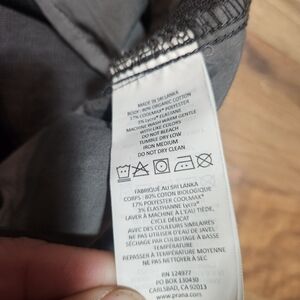 MADE IN SRI LANKA
BODY: 80% ORGANIC COTTON
17% COOLMAX® POLYESTER
3% Lycra® ELASTANE
MACHINE WASH WARM GENTLE
WITH LIKE COLORS
DO NOT BLEACH
TUMBLE DRY LOW
IRON MEDIUM
DO NOT DRY CLEAN
FABRIQUÉ AU SRI LANKA
CORPS : 80% COTON BIOLOGIQUE
17% POLYESTER COOLMAX®
3% ÉLASTHANNE Lycra®
LAVER À MACHINE À L'EAU TIÈDE,
CYCLE DÉLICAT
AVEC DES COULEURS SIMILAIRES
NE PAS UTILISER D'EAU DE JAVEL
SÉCHAGE PAR CULBUTAGE À BASSE
TEMPÉRATURE
REPASSER À TEMPÉRATURE MOYENNE
NE PAS NETTOYER À SEC
RN 124977
PO BOX 130430
CARLSBAD, CA 92013
www.prana.com